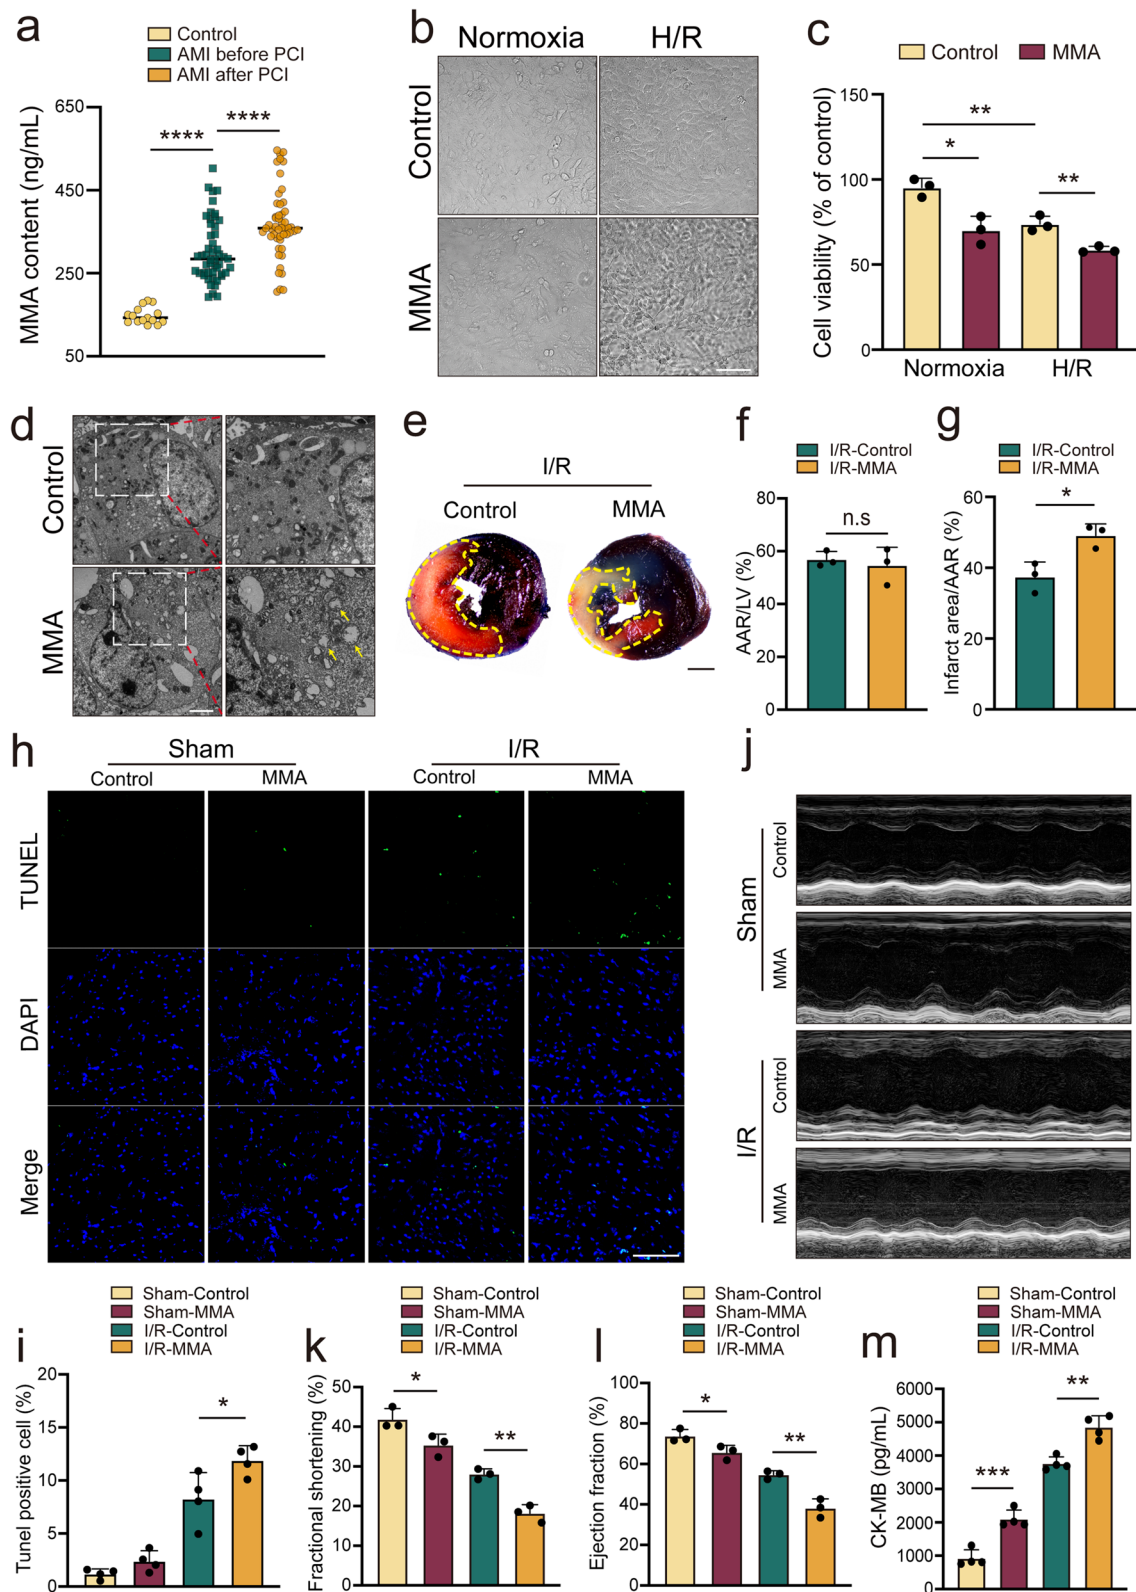 a
Control
AMI before PCI
AMI after PCI
MMA content (ng/mL)
650
450
250
50
****
****
b
Normoxia
H/R
Control
MMA
c
Control
MMA
Cell viability (% of control)
150
100
50
0
**
*
**
Normoxia
H/R
d
Control
MMA
e
I/R
Control
MMA
f
I/R-Control
I/R-MMA
AAR/LV (%)
80
60
40
20
0
n.s
g
I/R-Control
I/R-MMA
Infarct area/AAR (%)
60
40
20
0
*
h
Sham
I/R
Control
MMA
Control
MMA
TUNEL
DAPI
Merge
j
Sham
Control
MMA
I/R
Control
MMA
i
Sham-Control
Sham-MMA
I/R-Control
I/R-MMA
Tunel positive cell (%)
20
15
10
5
0
*
k
Sham-Control
Sham-MMA
I/R-Control
I/R-MMA
Fractional shortening (%)
50
40
30
20
10
0
*
**
l
Sham-Control
Sham-MMA
I/R-Control
I/R-MMA
Ejection fraction (%)
100
80
60
40
20
0
*
**
m
Sham-Control
Sham-MMA
I/R-Control
I/R-MMA
CK-MB (pg/mL)
6000
5000
4000
3000
2000
1000
0
***
**